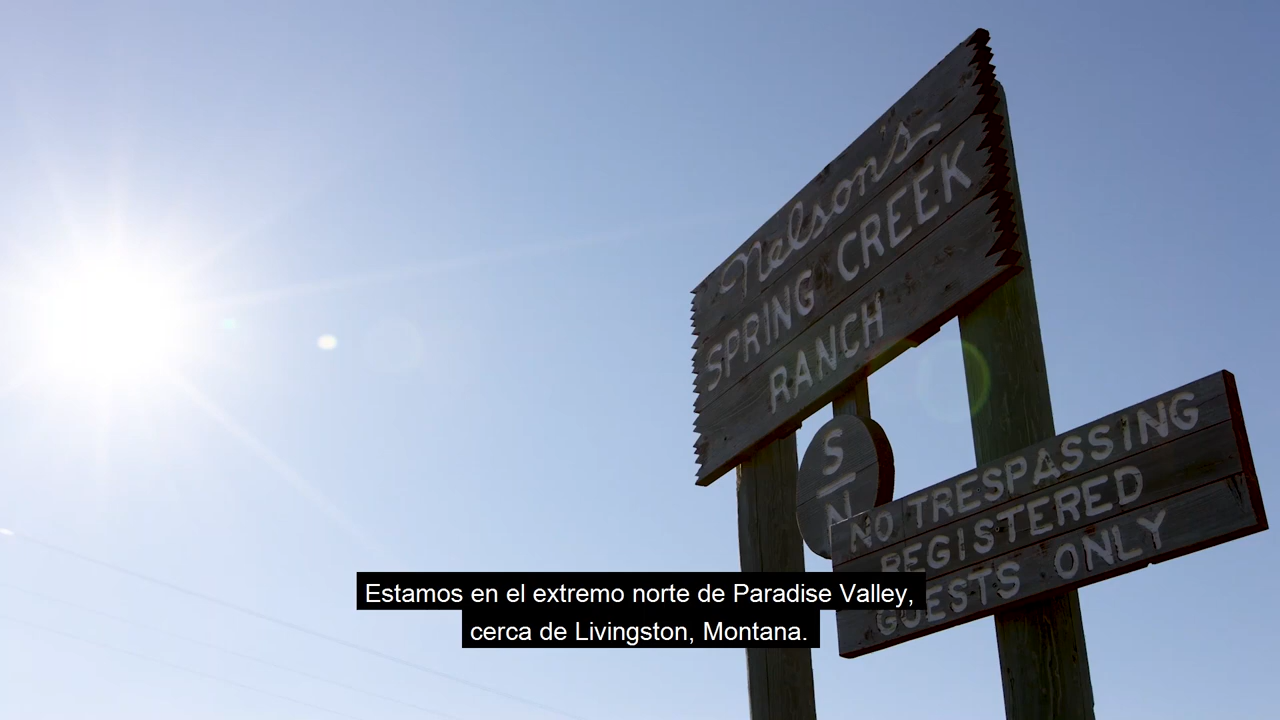 Nelson's
SPRING CREEK
RANCH
S
N
NO TRESPASSING
REGISTERED
GUESTS ONLY
Estamos en el extremo norte de Paradise Valley,
cerca de Livingston, Montana.